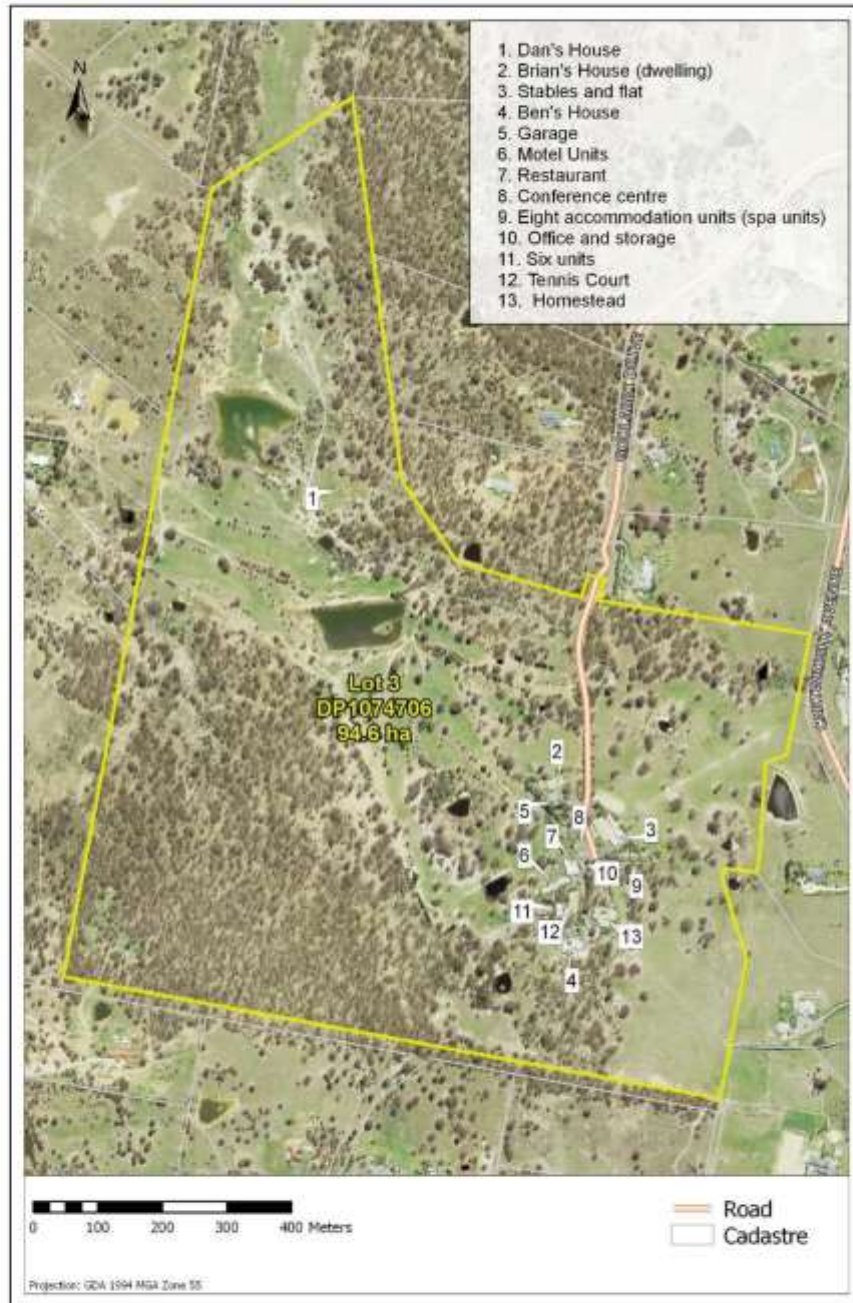 N
1. Dan's House
2. Brian's House (dwelling)
3. Stables and flat
4. Ben's House
5. Garage
6. Motel Units
7. Restaurant
8. Conference centre
9. Eight accommodation units (spa units)
10. Office and storage
11. Six units
12. Tennis Court
13. Homestead
1
Lot 3
DP1074706
94.6 ha
2
5
8
3
7
6
10
9
11
12
13
4
0 100 200 300 400 Meters
Road
Cadastre
Projection: GDA 1994 MGA Zone 55